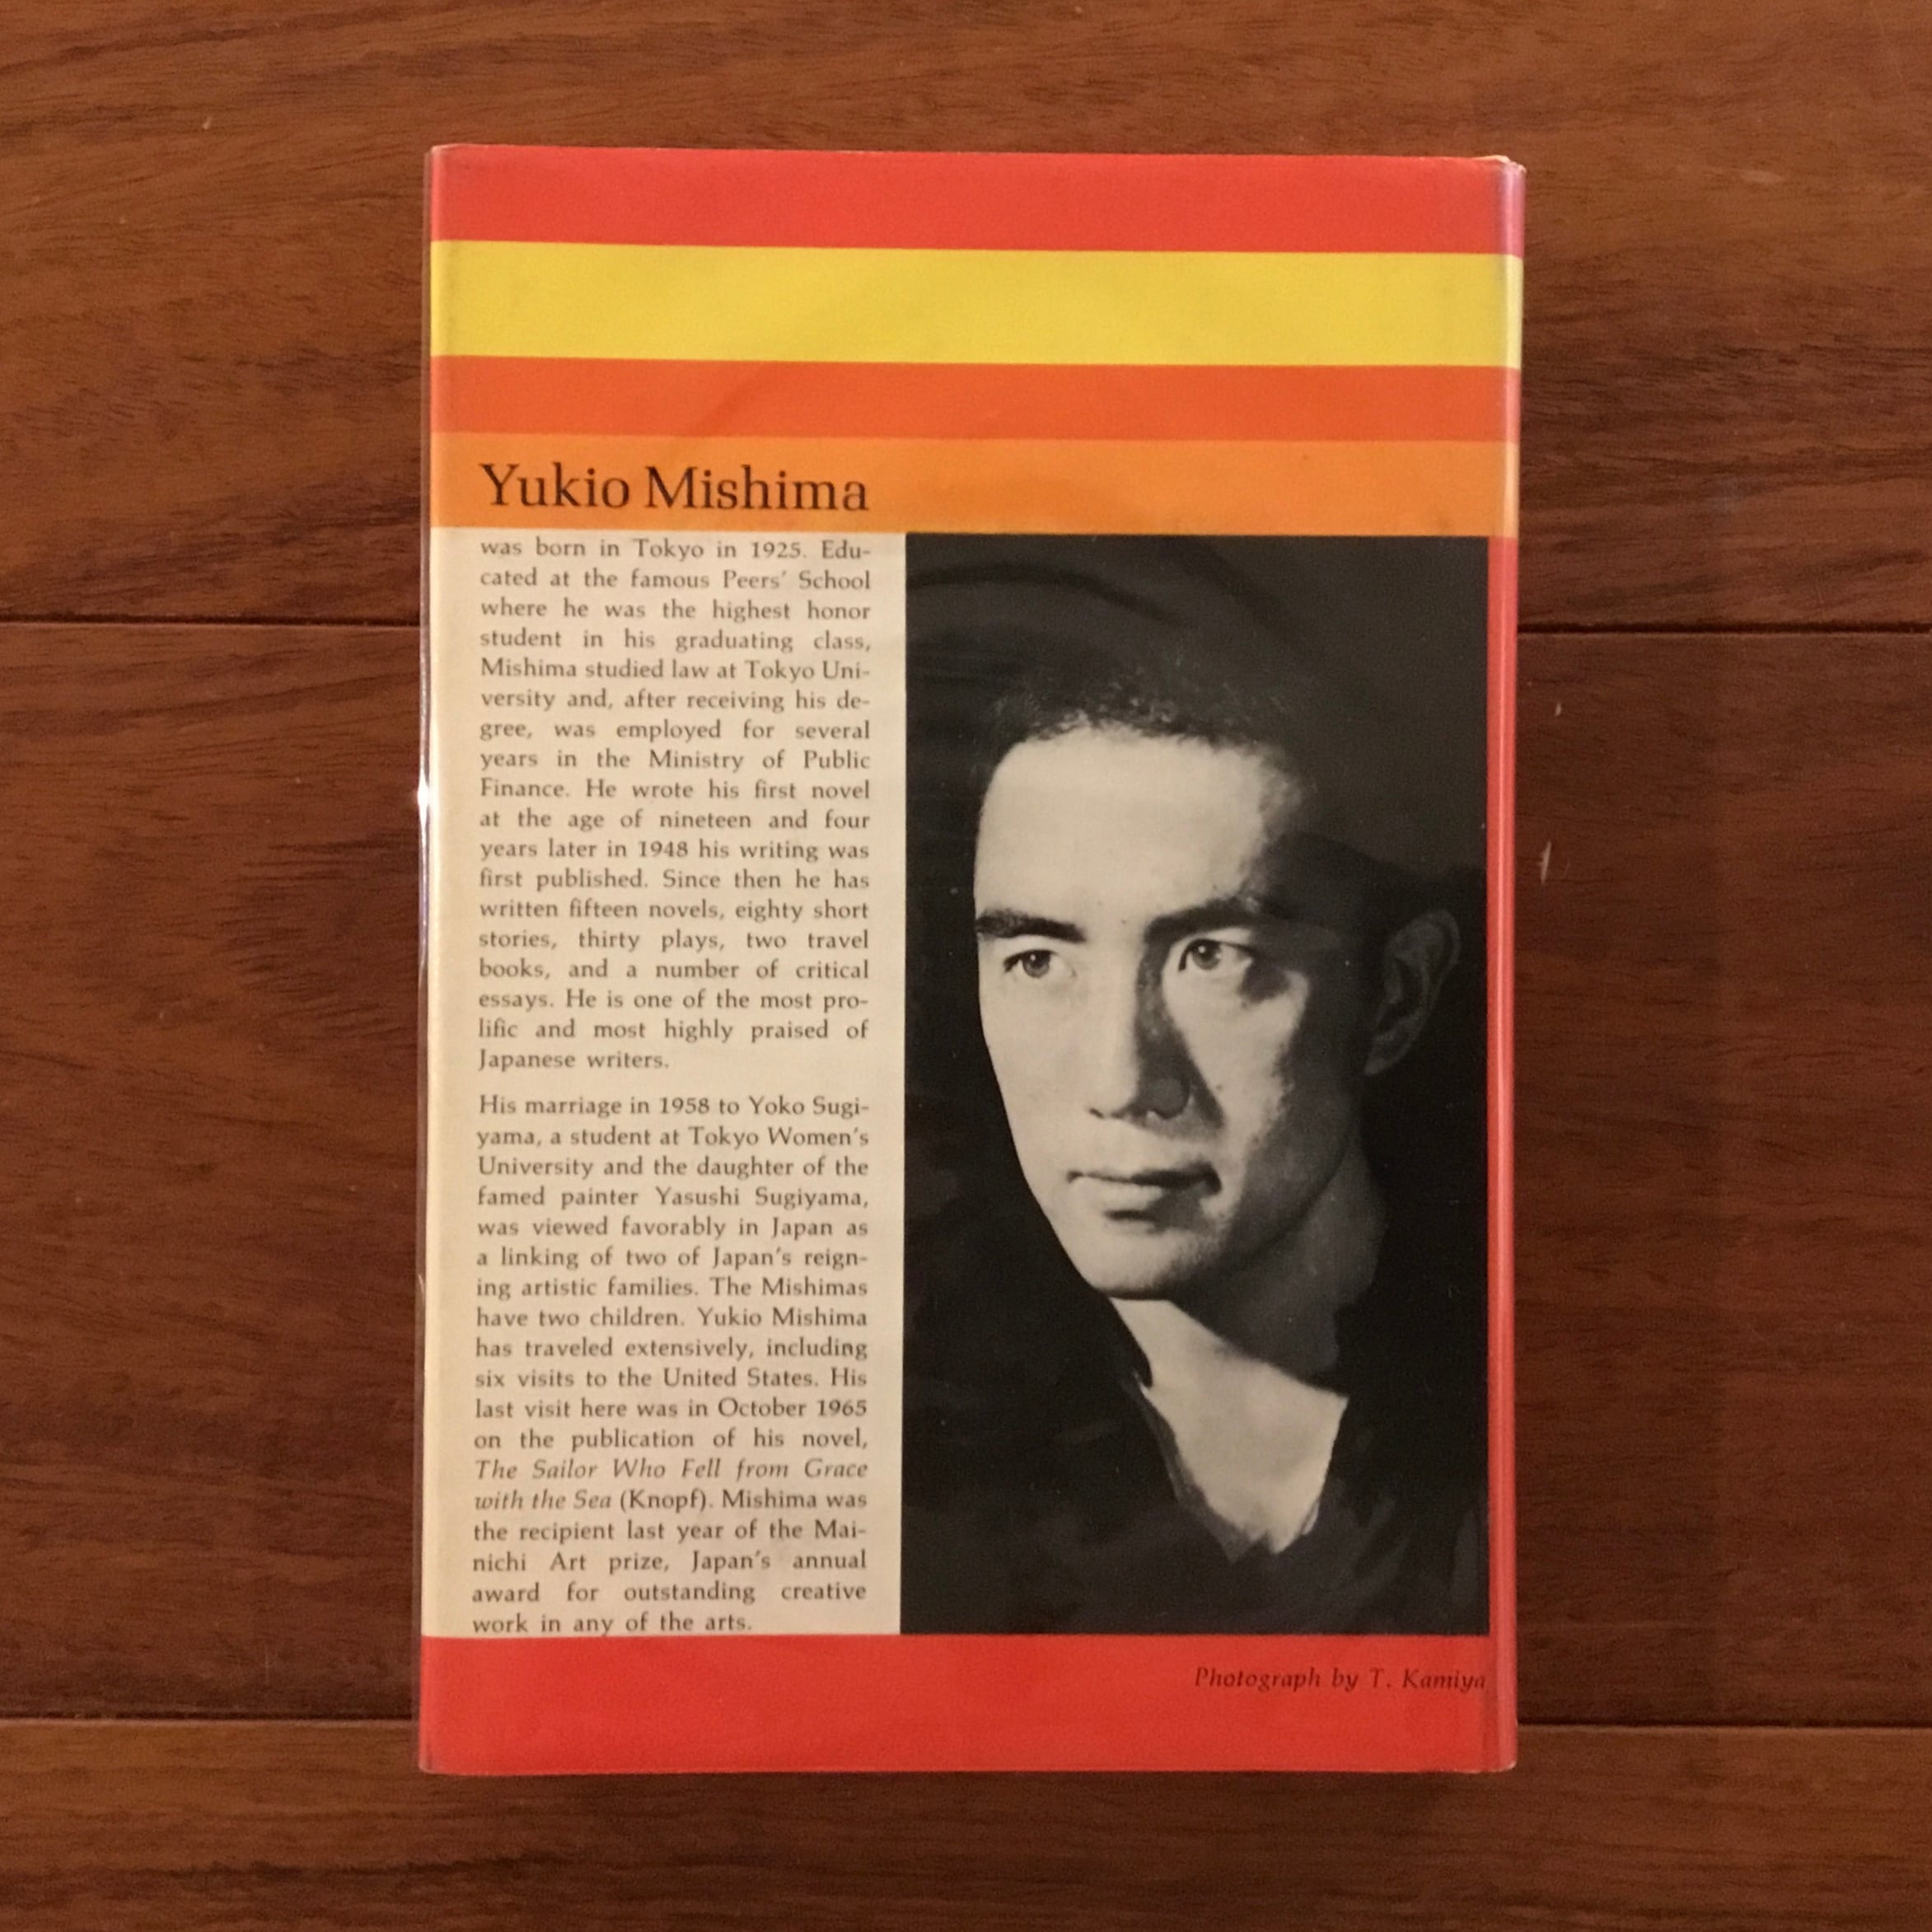 Yukio Mishima
was born in Tokyo in 1925. Edu-
cated at the famous Peers' School
where he was the highest honor
student in his graduating class,
Mishima studied law at Tokyo Uni-
versity and, after receiving his de-
gree, was employed for several
years in the Ministry of Public
Finance. He wrote his first novel
at the age of nineteen and four
years later in 1948 his writing was
first published. Since then he has
written fifteen novels, eighty short
stories, thirty plays, two travel
books, and a number of critical
essays. He is one of the most pro-
lific and most highly praised of
Japanese writers.
His marriage in 1958 to Yoko Sugi-
yama, a student at Tokyo Women's
University and the daughter of the
famed painter Yasushi Sugiyama,
was viewed favorably in Japan as
a linking of two of Japan's reign-
ing artistic families. The Mishimas
have two children. Yukio Mishima
has traveled extensively, including
six visits to the United States. His
last visit here was in October 1965
on the publication of his novel,
The Sailor Who Fell from Grace
with the Sea (Knopf). Mishima was
the recipient last year of the Mai-
nichi Art prize, Japan's annual
award for outstanding creative
work in any of the arts.
Photograph by T. Kamiya